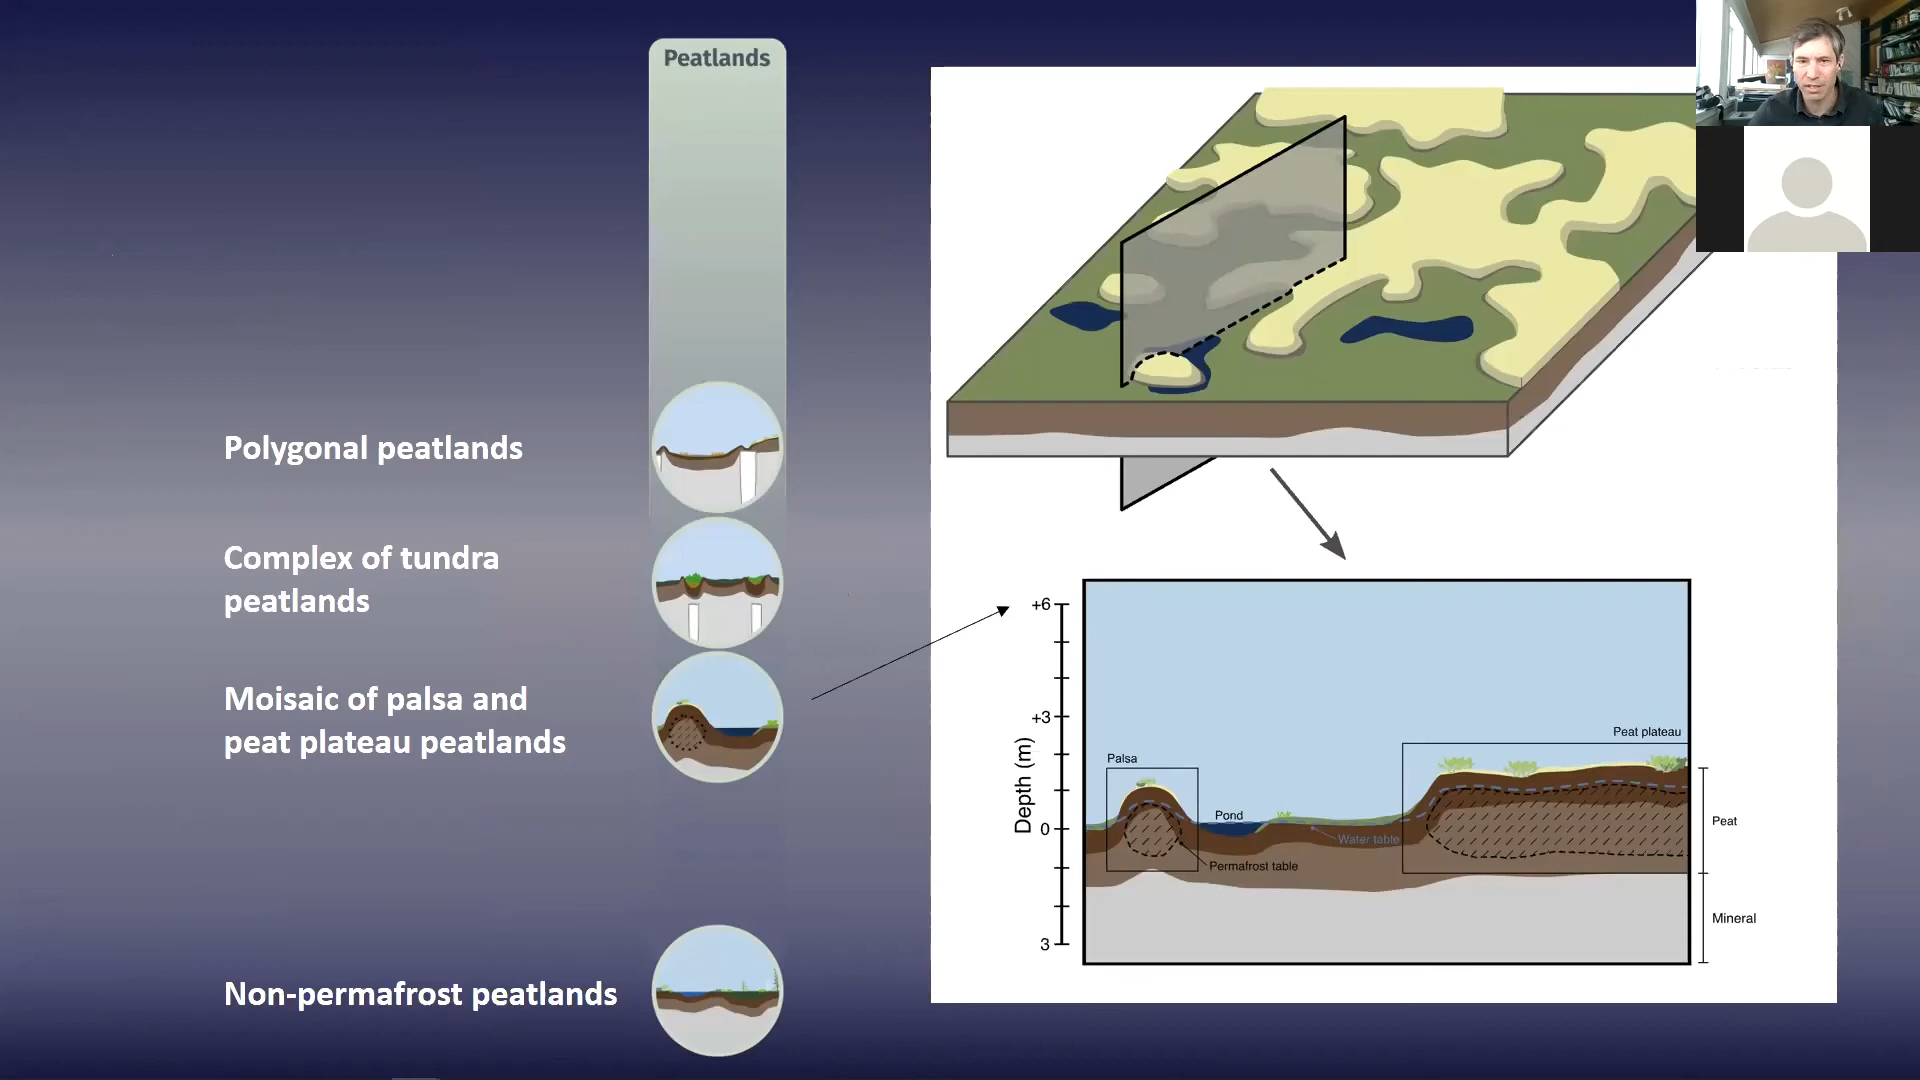 Peatlands
Polygonal peatlands
Complex of tundra
peatlands
Moisaic of palsa and
peat plateau peatlands
Non-permafrost peatlands
+6
+3
0
3
Depth (m)
Palsa
Pond
Water table
Permafrost table
Peat plateau
Peat
Mineral